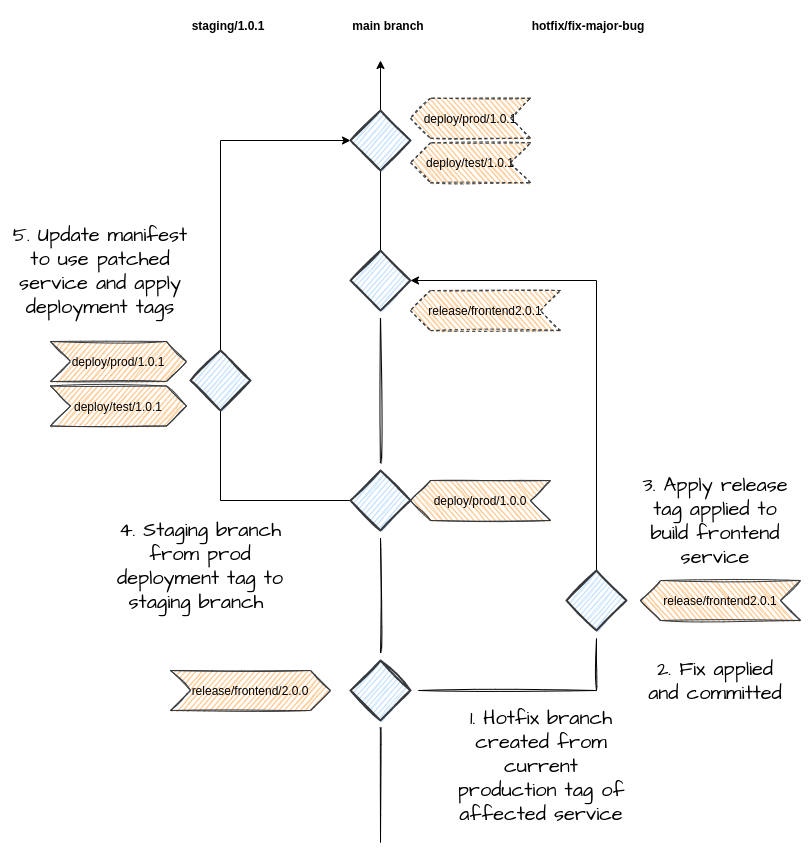 staging/1.0.1
main branch
hotfix/fix-major-bug
deploy/prod/1.0.1
deploy/test/1.0.1
5. Update manifest
to use patched
service and apply
deployment tags
release/frontend2.0.1
deploy/prod/1.0.1
deploy/test/1.0.1
deploy/prod/1.0.0
3. Apply release
tag applied to
build frontend
service
4. Staging branch
from prod
deployment tag to
staging branch
release/frontend2.0.1
2. Fix applied
and committed
release/frontend/2.0.0
1. Hotfix branch
created from
current
production tag of
affected service